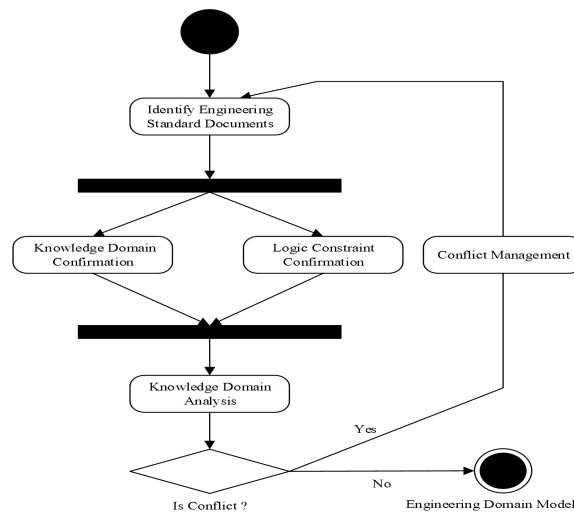 Identify Engineering
Standard Documents
Knowledge Domain
Confirmation
Logic Constraint
Confirmation
Conflict Management
Knowledge Domain
Analysis
Yes
No
Is Conflict ?
Engineering Domain Model